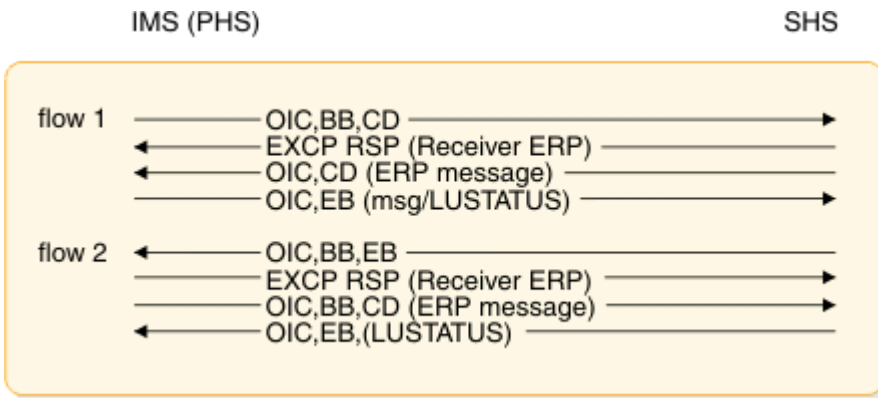 IMS (PHS) SHS
flow 1 OIC,BB,CD
EXCP RSP (Receiver ERP)
OIC,CD (ERP message)
OIC,EB (msg/LUSTATUS)
flow 2 OIC,BB,EB
EXCP RSP (Receiver ERP)
OIC,BB,CD (ERP message)
OIC,EB,(LUSTATUS)